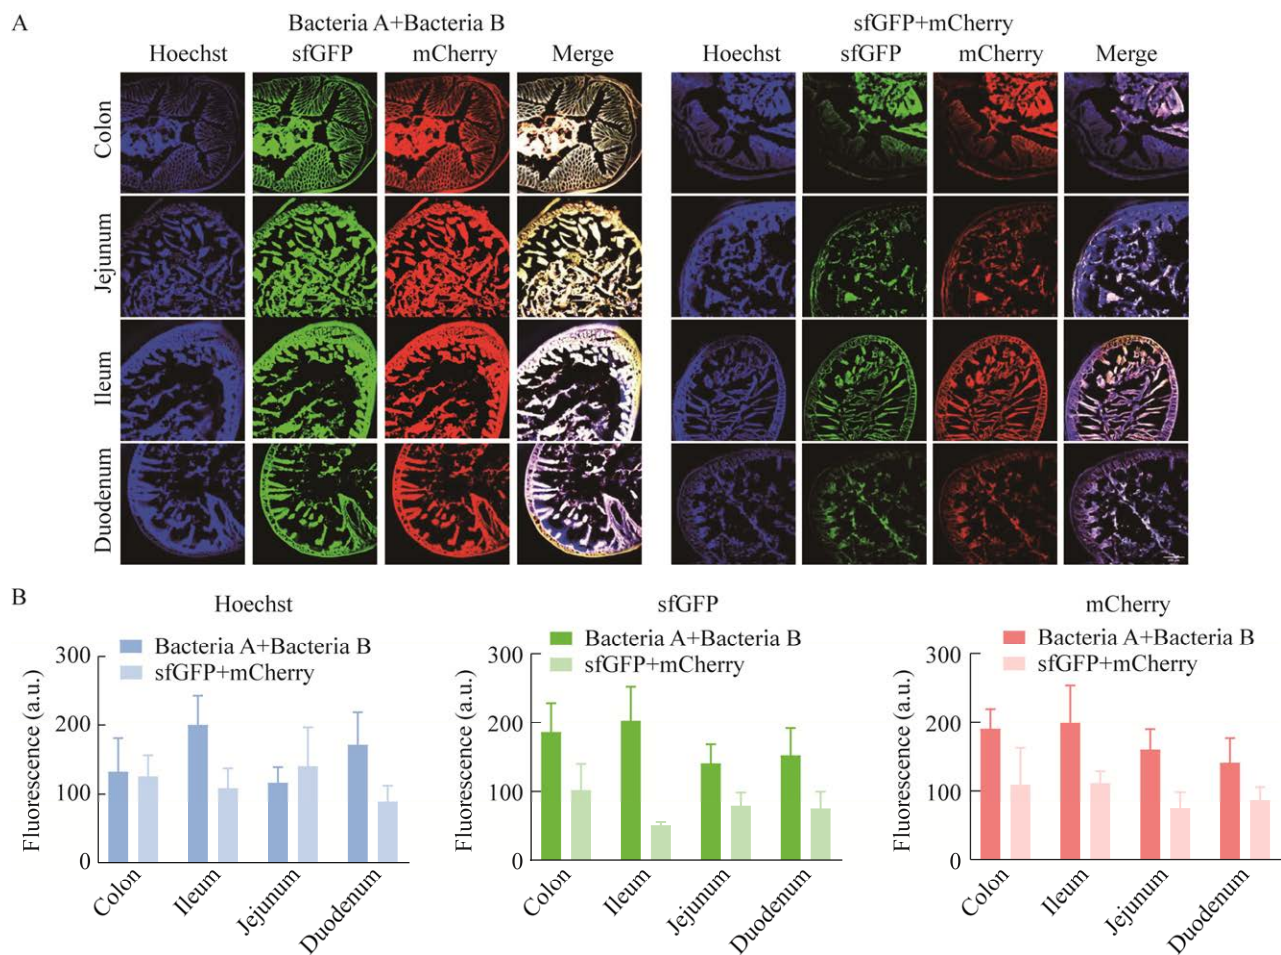 A
Bacteria A+Bacteria B
sfGFP+mCherry
Hoechst sfGFP mCherry Merge
Hoechst sfGFP mCherry Merge
Colon
Jejunum
Ileum
Duodenum
B
Hoechst
Bacteria A+Bacteria B
sfGFP+mCherry
Fluorescence (a.u.)
300
200
100
0
Colon
Ileum
Jejunum
Duodenum
sfGFP
Bacteria A+Bacteria B
sfGFP+mCherry
Fluorescence (a.u.)
300
200
100
0
Colon
Ileum
Jejunum
Duodenum
mCherry
Bacteria A+Bacteria B
sfGFP+mCherry
Fluorescence (a.u.)
300
200
100
0
Colon
Ileum
Jejunum
Duodenum